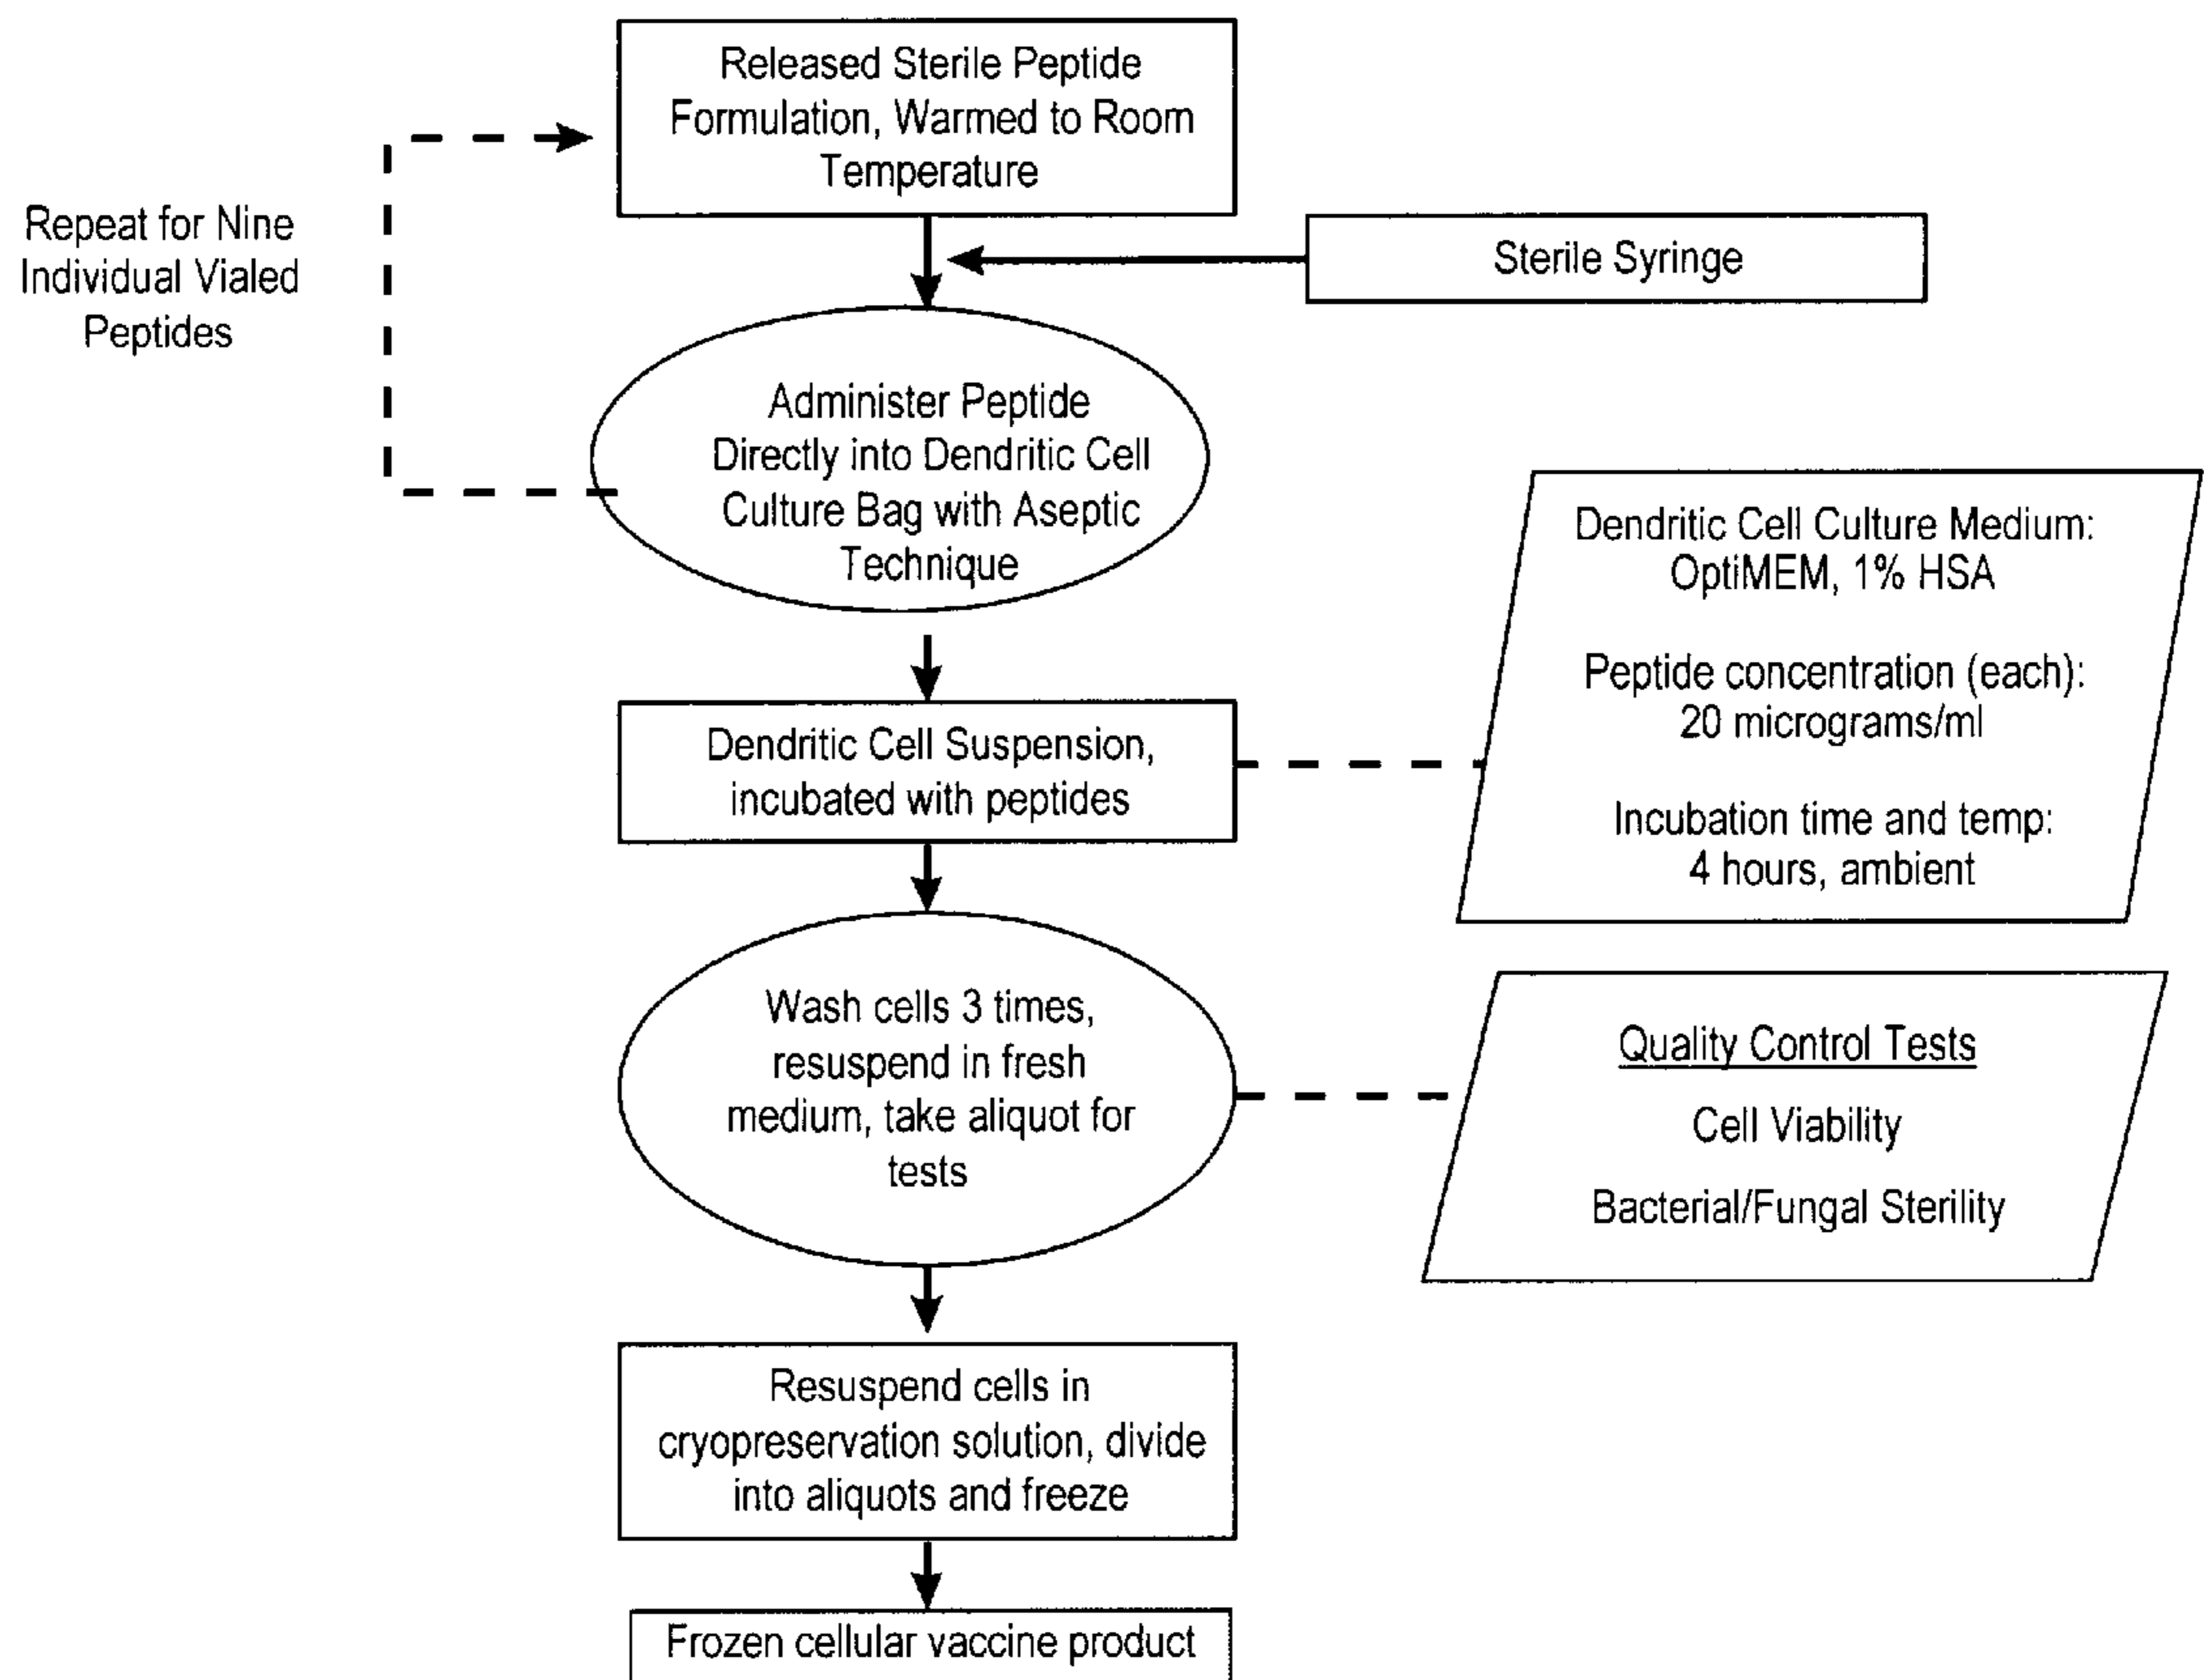 Released Sterile Peptide
Formulation, Warmed to Room
Temperature
Repeat for Nine
Individual Vialed
Peptides
Sterile Syringe
Administer Peptide
Directly into Dendritic Cell
Culture Bag with Aseptic
Technique
Dendritic Cell Culture Medium:
OptiMEM, 1% HSA
Peptide concentration (each):
20 micrograms/ml
Incubation time and temp:
4 hours, ambient
Dendritic Cell Suspension,
incubated with peptides
Wash cells 3 times,
resuspend in fresh
medium, take aliquot for
tests
Quality Control Tests
Cell Viability
Bacterial/Fungal Sterility
Resuspend cells in
cryopreservation solution, divide
into aliquots and freeze
Frozen cellular vaccine product